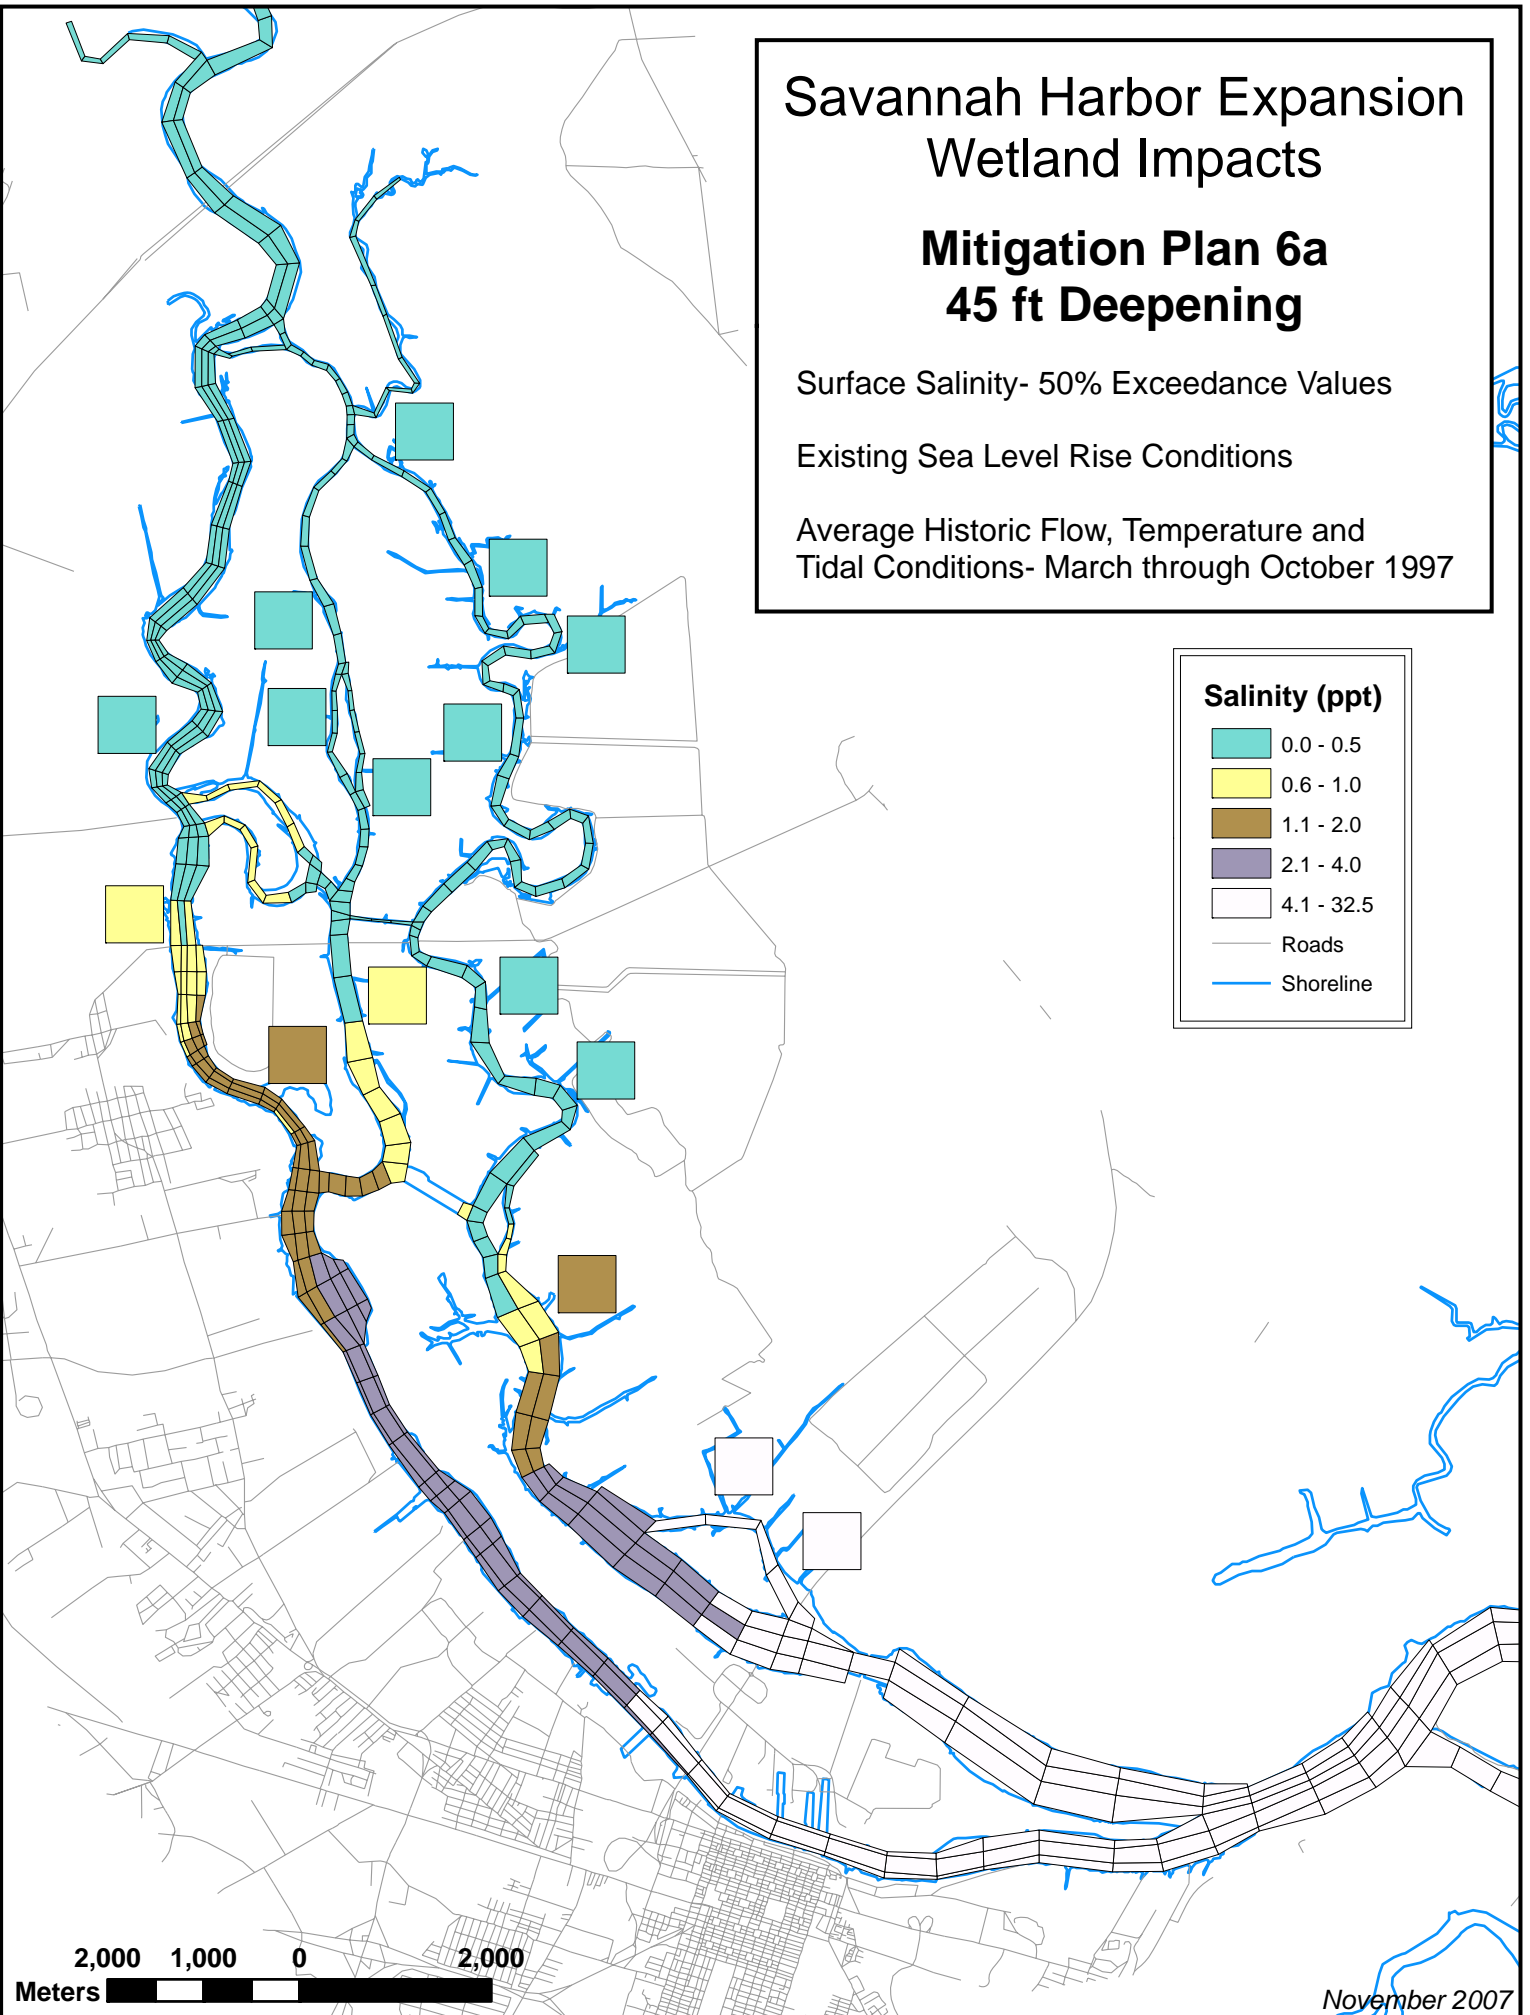 Savannah Harbor Expansion
Wetland Impacts
Mitigation Plan 6a
45 ft Deepening
Surface Salinity- 50% Exceedance Values
Existing Sea Level Rise Conditions
Average Historic Flow, Temperature and
Tidal Conditions- March through October 1997
Salinity (ppt)
0.0 - 0.5
0.6 - 1.0
1.1 - 2.0
2.1 - 4.0
4.1 - 32.5
Roads
Shoreline
2,000 1,000 0 2,000
Meters
November 2007